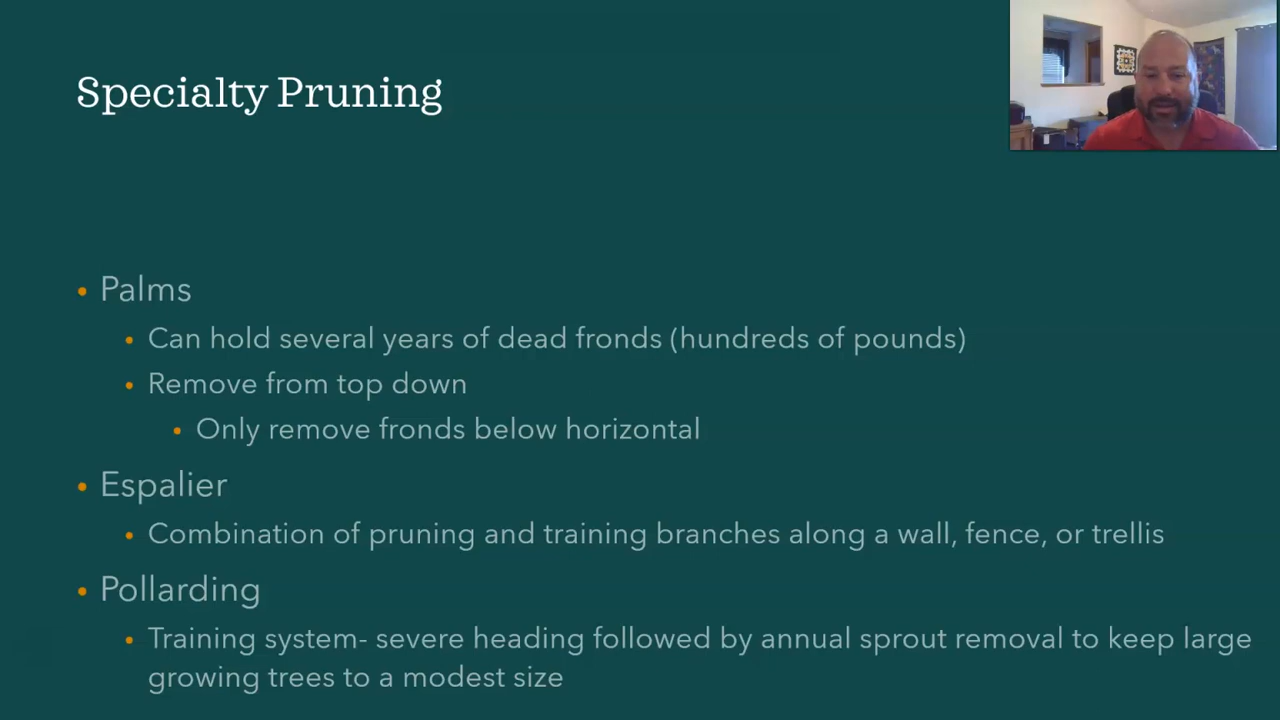 Specialty Pruning
• Palms
• Can hold several years of dead fronds (hundreds of pounds)
• Remove from top down
• Only remove fronds below horizontal
• Espalier
• Combination of pruning and training branches along a wall, fence, or trellis
• Pollarding
• Training system- severe heading followed by annual sprout removal to keep large
growing trees to a modest size